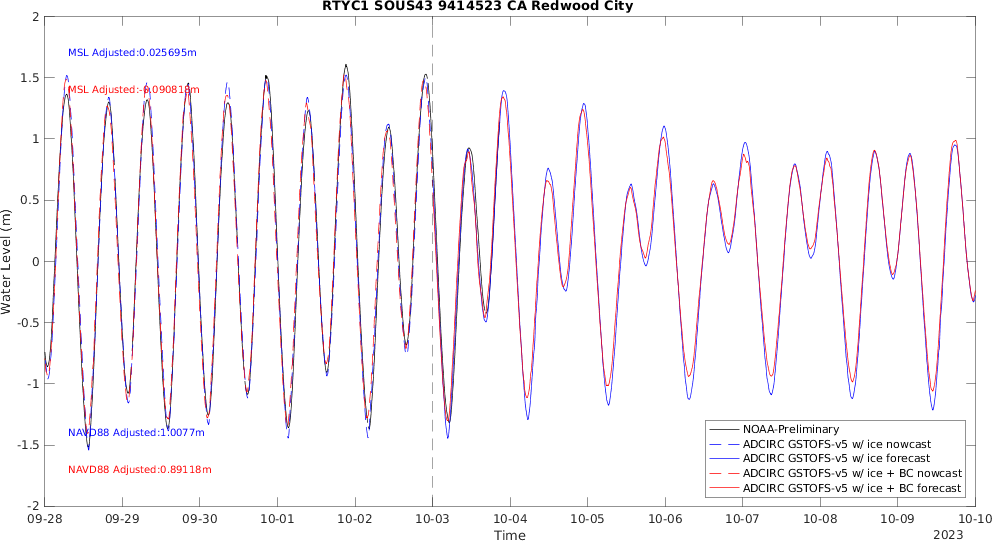 RTYC1 SOUS43 9414523 CA Redwood City
2
1.5
1
0.5
0
-0.5
-1
-1.5
-2
Water Level (m)
MSL Adjusted:0.025695m
MSL Adjusted:-0.090818m
NAVD88 Adjusted:1.0077m
NAVD88 Adjusted:0.89118m
NOAA-Preliminary
ADCIRC GSTOFS-v5 w/ ice nowcast
ADCIRC GSTOFS-v5 w/ ice forecast
ADCIRC GSTOFS-v5 w/ ice + BC nowcast
ADCIRC GSTOFS-v5 w/ ice + BC forecast
09-28 09-29 09-30 10-01 10-02 10-03 10-04 10-05 10-06 10-07 10-08 10-09 10-10
Time
2023